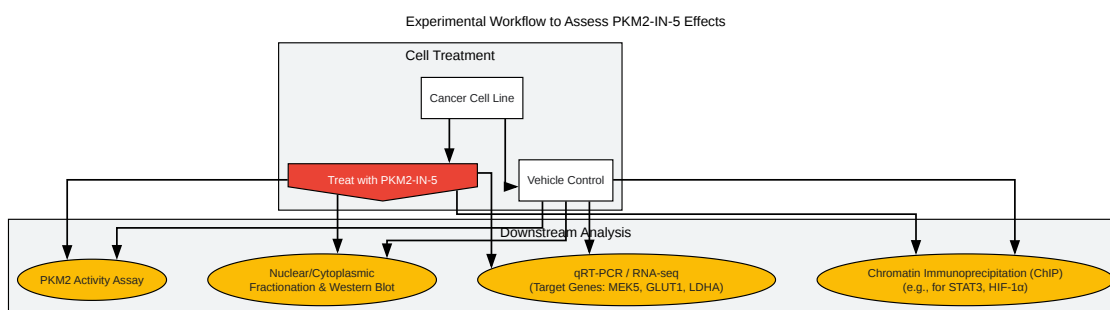 Experimental Workflow to Assess PKM2-IN-5 Effects
Cell Treatment
Cancer Cell Line
Treat with PKM2-IN-5
Vehicle Control
Downstream Analysis
PKM2 Activity Assay
Nuclear/Cytoplasmic
Fractionation & Western Blot
qRT-PCR / RNA-seq
(Target Genes: MEK5, GLUT1, LDHA)
Chromatin Immunoprecipitation (ChIP)
(e.g., for STAT3, HIF-1α)